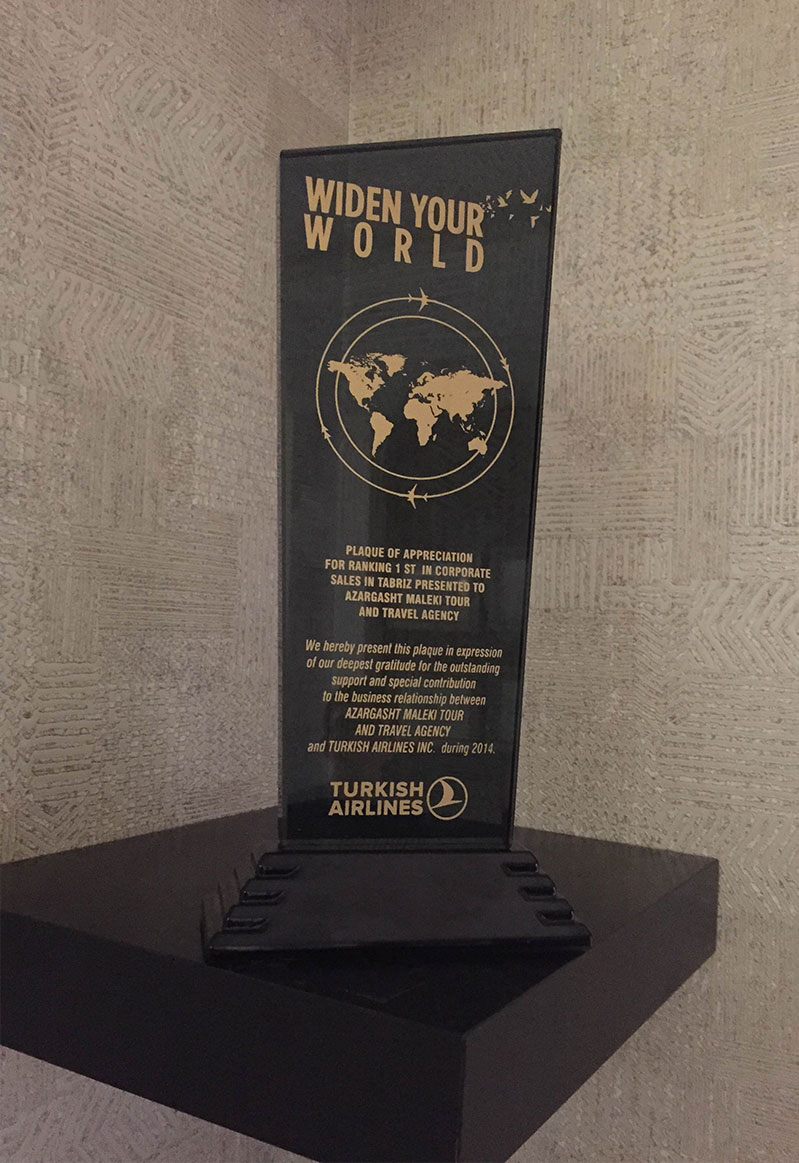 WIDEN YOUR
WORLD
PLAQUE OF APPRECIATION
FOR RANKING 1 ST IN CORPORATE
SALES IN TABRIZ PRESENTED TO
AZARGASHT MALEKI TOUR
AND TRAVEL AGENCY
We hereby present this plaque in expression
of our deepest gratitude for the outstanding
support and special contribution
to the business relationship between
AZARGASHT MALEKI TOUR
AND TRAVEL AGENCY
and TURKISH AIRLINES INC. during 2014.
TURKISH
AIRLINES